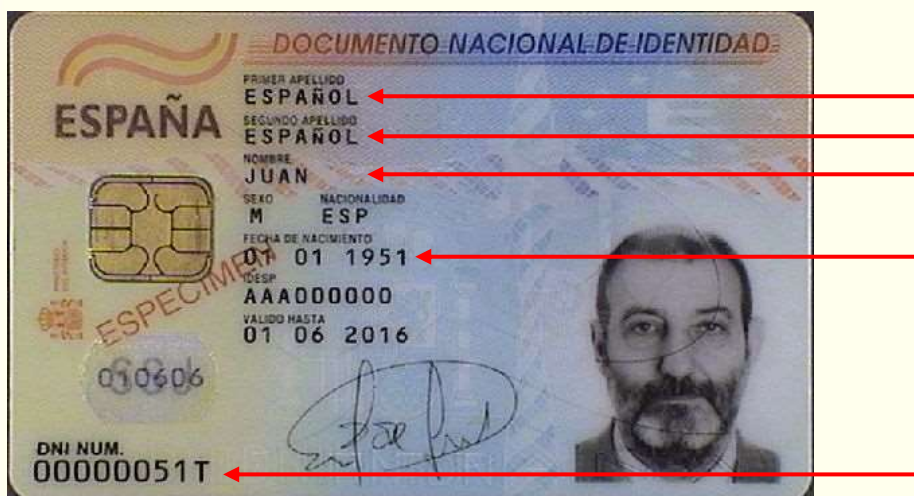 DOCUMENTO NACIONAL DE IDENTIDAD
ESPAÑA
PRIMER APELLIDO
ESPAÑOL
SEGUNDO APELLIDO
ESPAÑOL
NOMBRE
JUAN
SEXO NACIONALIDAD
M ESP
FECHA DE NACIMIENTO
01 01 1951
IDESP
AAA000000
VALIDO HASTA
01 06 2016
ESPECIMEN
010606
DNI NUM.
00000051T